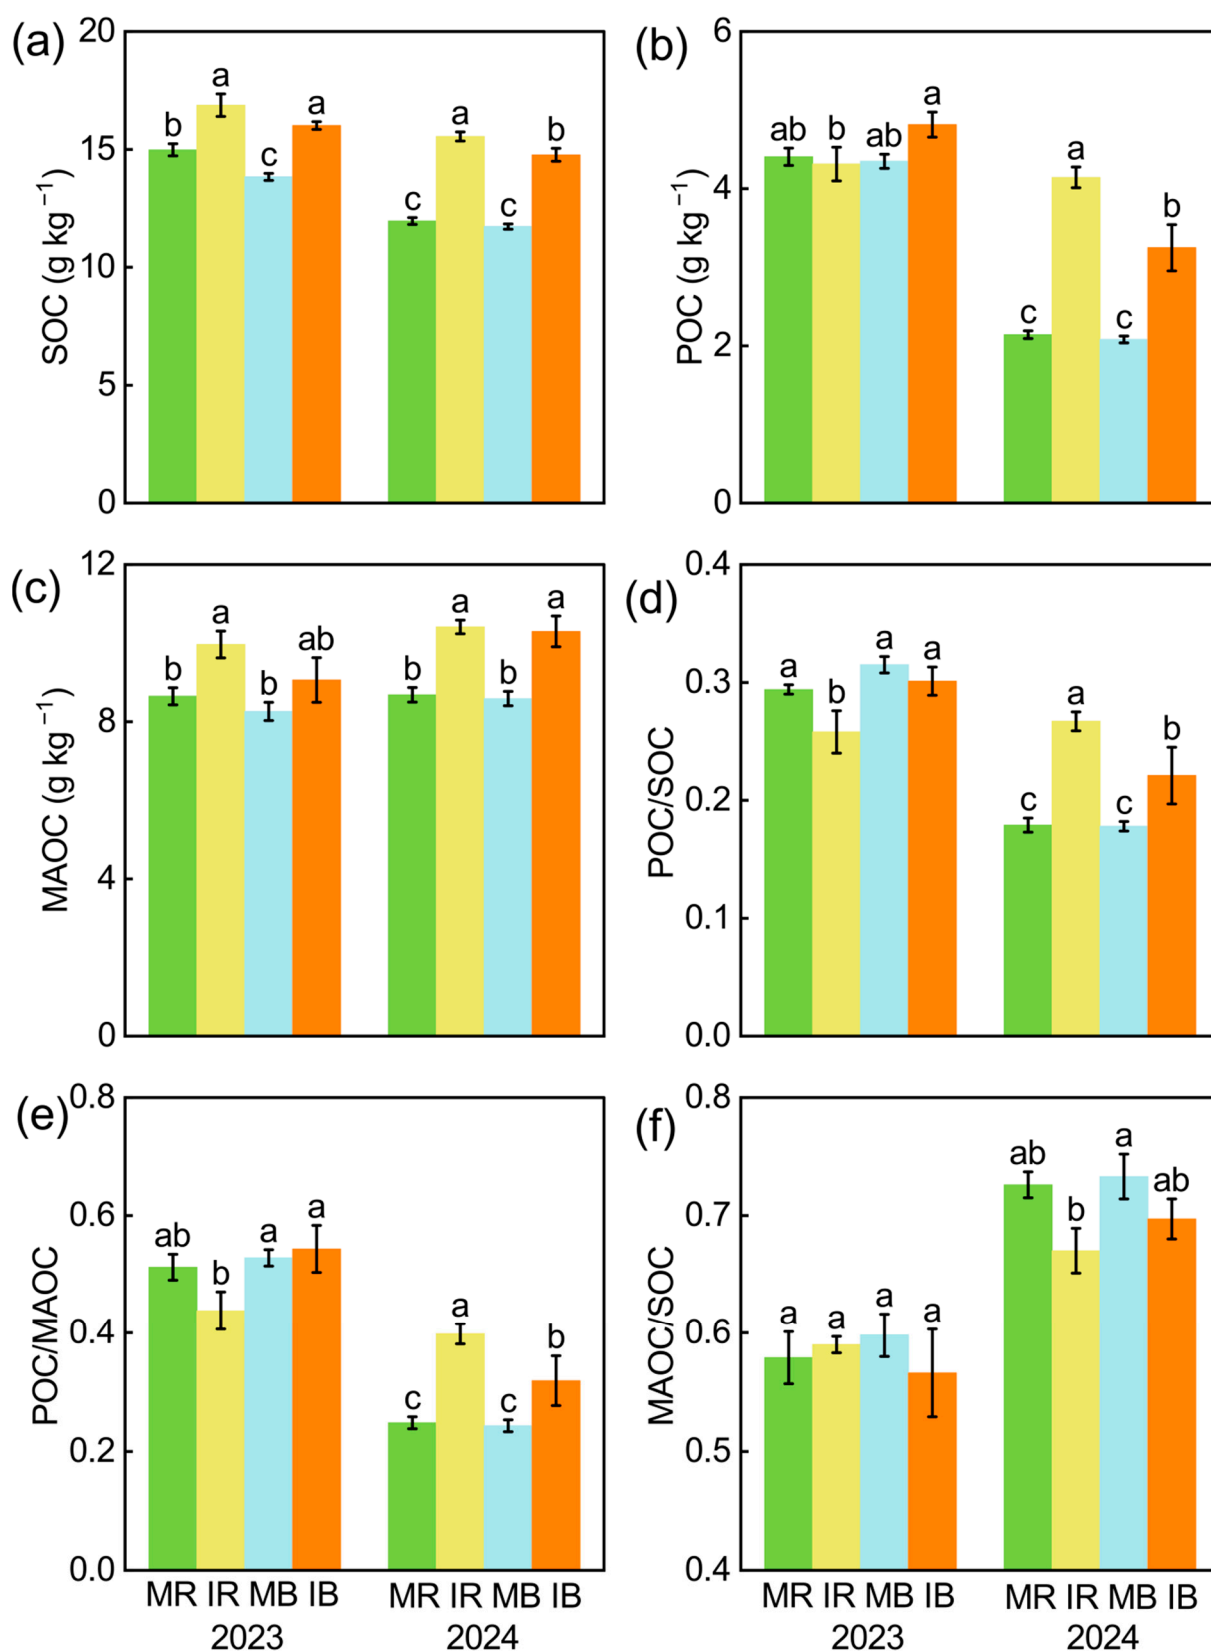 (a)
20
15
10
5
0
SOC (g kg⁻¹)
b a c a
c a c b
(b)
6
4
2
0
POC (g kg⁻¹)
ab b ab a
c a c b
(c)
12
8
4
0
MAOC (g kg⁻¹)
b a b ab
b a b a
(d)
0.4
0.3
0.2
0.1
0.0
POC/SOC
a b a a
c a c b
(e)
0.8
0.6
0.4
0.2
0.0
POC/MAOC
ab b a a
c a c b
MR IR MB IB MR IR MB IB
2023 2024
(f)
0.8
0.7
0.6
0.5
0.4
MAOC/SOC
a a a a
ab b a ab
MR IR MB IB MR IR MB IB
2023 2024